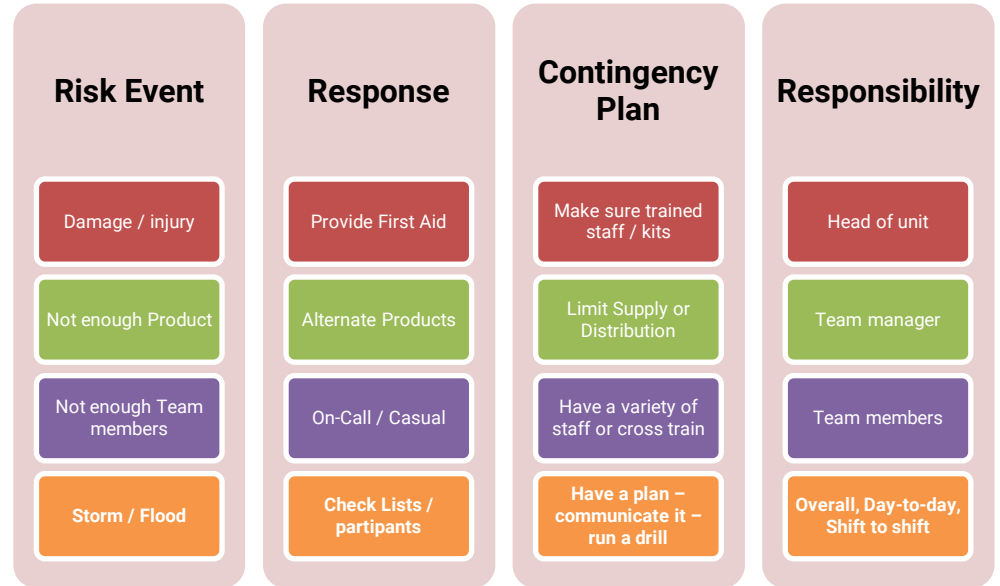 Risk Event
Response
Contingency
Plan
Responsibility
Damage / injury
Provide First Aid
Make sure trained
staff / kits
Head of unit
Not enough Product
Alternate Products
Limit Supply or
Distribution
Team manager
Not enough Team
members
On-Call / Casual
Have a variety of
staff or cross train
Team members
Storm / Flood
Check Lists /
partipants
Have a plan –
communicate it –
run a drill
Overall, Day-to-day,
Shift to shift